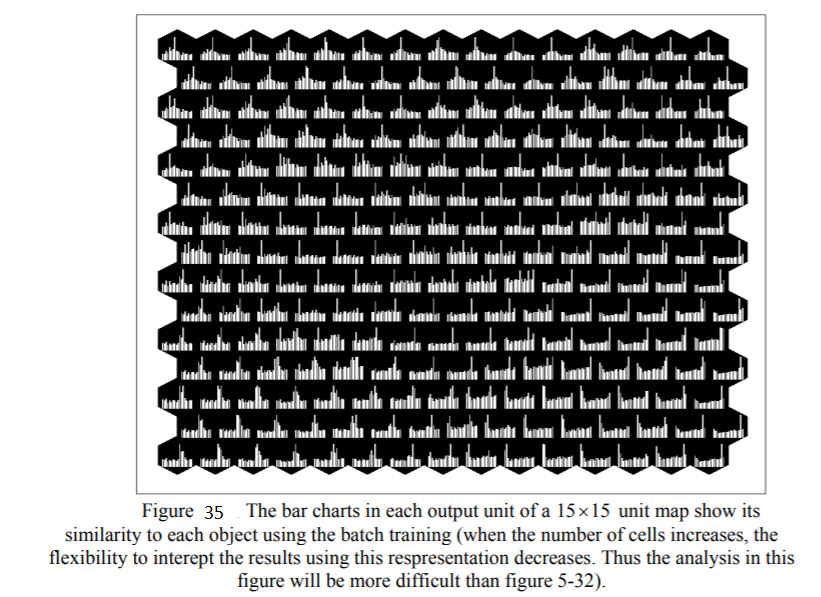 Figure 35 The bar charts in each output unit of a 15×15 unit map show its
similarity to each object using the batch training (when the number of cells increases, the
flexibility to interept the results using this respresentation decreases. Thus the analysis in this
figure will be more difficult than figure 5-32).